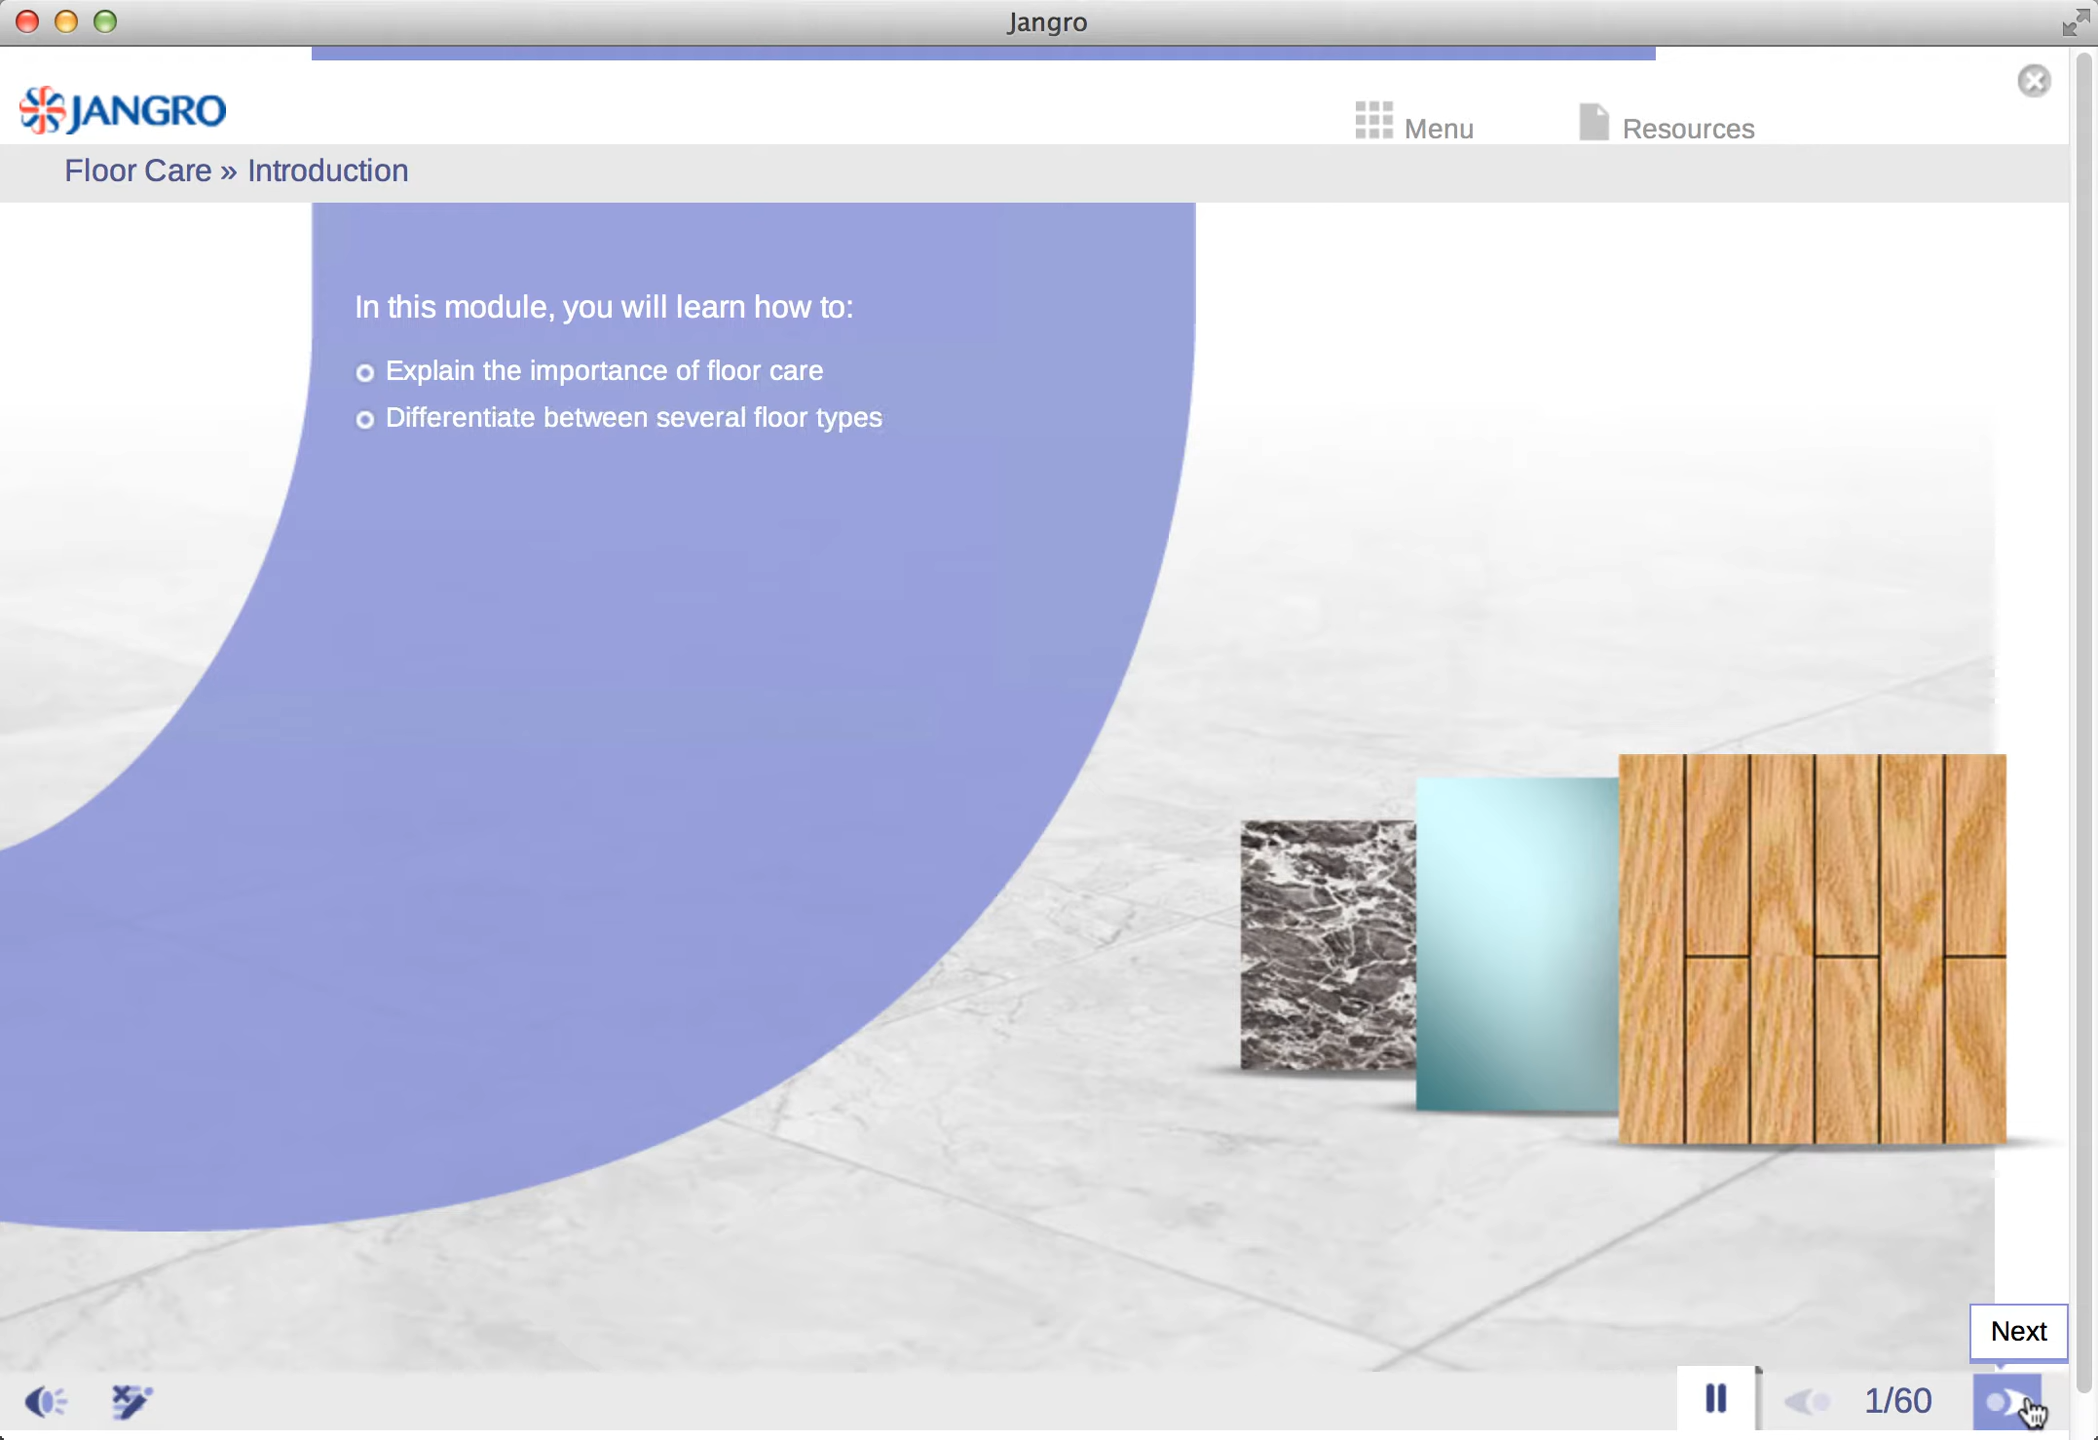 Jangro
JANGRO
Menu
Resources
Floor Care » Introduction
In this module, you will learn how to:
Explain the importance of floor care
Differentiate between several floor types
Next
1/60